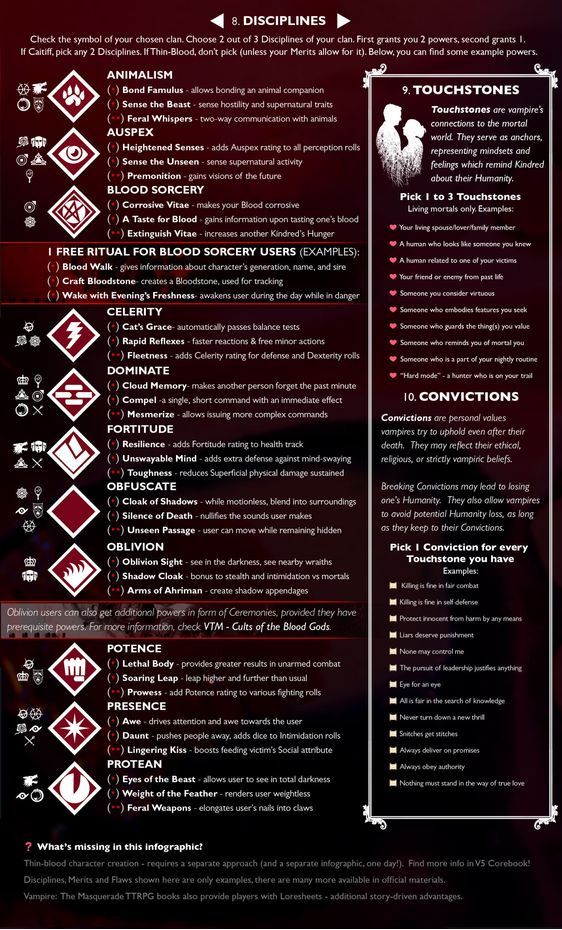 8. DISCIPLINES
Check the symbol of your chosen clan. Choose 2 out of 3 Disciplines of your clan. First grants you 2 powers, second grants 1.
If Caitiff, pick any 2 Disciplines. If Thin-Blood, don't pick (unless your Merits allow for it). Below, you can find some example powers.
ANIMALISM
(•) Bond Famulus - allows bonding an animal companion
(•) Sense the Beast - sense hostility and supernatural traits
(••) Feral Whispers - two-way communication with animals
AUSPEX
(•) Heightened Senses - adds Auspex rating to all perception rolls
(•) Sense the Unseen - sense supernatural activity
(••) Premonition - gains visions of the future
BLOOD SORCERY
(•) Corrosive Vitae - makes your Blood corrosive
(•) A Taste for Blood - gains information upon tasting one's blood
(••) Extinguish Vitae - increases another Kindred's Hunger
1 FREE RITUAL FOR BLOOD SORCERY USERS (EXAMPLES):
(•) Blood Walk - gives information about character's generation, name, and sire
(•) Craft Bloodstone- creates a Bloodstone, used for tracking
(•) Wake with Evening's Freshness- awakens user during the day while in danger
CELERITY
(•) Cat's Grace- automatically passes balance tests
(•) Rapid Reflexes - faster reactions & free minor actions
(••) Fleetness - adds Celerity rating for defense and Dexterity rolls
DOMINATE
(•) Cloud Memory- makes another person forget the past minute
(•) Compel -a single, short command with an immediate effect
(••) Mesmerize - allows issuing more complex commands
FORTITUDE
(•) Resilience - adds Fortitude rating to health track
(•) Unswayable Mind - adds extra defense against mind-swaying
(••) Toughness - reduces Superficial physical damage sustained
OBFUSCATE
(•) Cloak of Shadows - while motionless, blend into surroundings
(•) Silence of Death - nullifies the sounds user makes
(••) Unseen Passage - user can move while remaining hidden
OBLIVION
(•) Oblivion Sight - see in the darkness, see nearby wraiths
(•) Shadow Cloak - bonus to stealth and intimidation vs mortals
(••) Arms of Ahriman - create shadow appendages
Oblivion users can also get additional powers in form of Ceremonies, provided they have
prerequisite powers. For more information, check VTM - Cults of the Blood Gods.
POTENCE
(•) Lethal Body - provides greater results in unarmed combat
(•) Soaring Leap - leap higher and further than usual
(••) Prowess - add Potence rating to various fighting rolls
PRESENCE
(•) Awe - drives attention and awe towards the user
(•) Daunt - pushes people away, adds dice to Intimidation rolls
(••) Lingering Kiss - boosts feeding victim's Social attribute
PROTEAN
(•) Eyes of the Beast - allows user to see in total darkness
(•) Weight of the Feather - renders user weightless
(••) Feral Weapons - elongates user's nails into claws
9. TOUCHSTONES
Touchstones are vampire's
connections to the mortal
world. They serve as anchors,
representing mindsets and
feelings which remind Kindred
about their Humanity.
Pick 1 to 3 Touchstones
Living mortals only. Examples:
Your living spouse/lover/family member
A human who looks like someone you knew
A human related to one of your victims
Your friend or enemy from past life
Someone you consider virtuous
Someone who embodies features you seek
Someone who guards the thing(s) you value
Someone who reminds you of mortal you
Someone who is a part of your nightly routine
"Hard mode" - a hunter who is on your trail
10. CONVICTIONS
Convictions are personal values
vampires try to uphold even after their
death. They may reflect their ethical,
religious, or strictly vampiric beliefs.
Breaking Convictions may lead to losing
one's Humanity. They also allow vampires
to avoid potential Humanity loss, as long
as they keep to their Convictions.
Pick 1 Conviction for every
Touchstone you have
Examples:
Killing is fine in fair combat
Killing is fine in self-defense
Protect innocent from harm by any means
Liars deserve punishment
None may control me
The pursuit of leadership justifies anything
Eye for an eye
All is fair in the search of knowledge
Never turn down a new thrill
Snitches get stitches
Always deliver on promises
Always obey authority
Nothing must stand in the way of true love
? What's missing in this infographic?
Thin-blood character creation - requires a separate approach (and a separate infographic, one day!). Find more info in V5 Corebook!
Disciplines, Merits and Flaws shown here are only examples, there are many more available in official materials.
Vampire: The Masquerade TTRPG books also provide players with Loresheets - additional story-driven advantages.